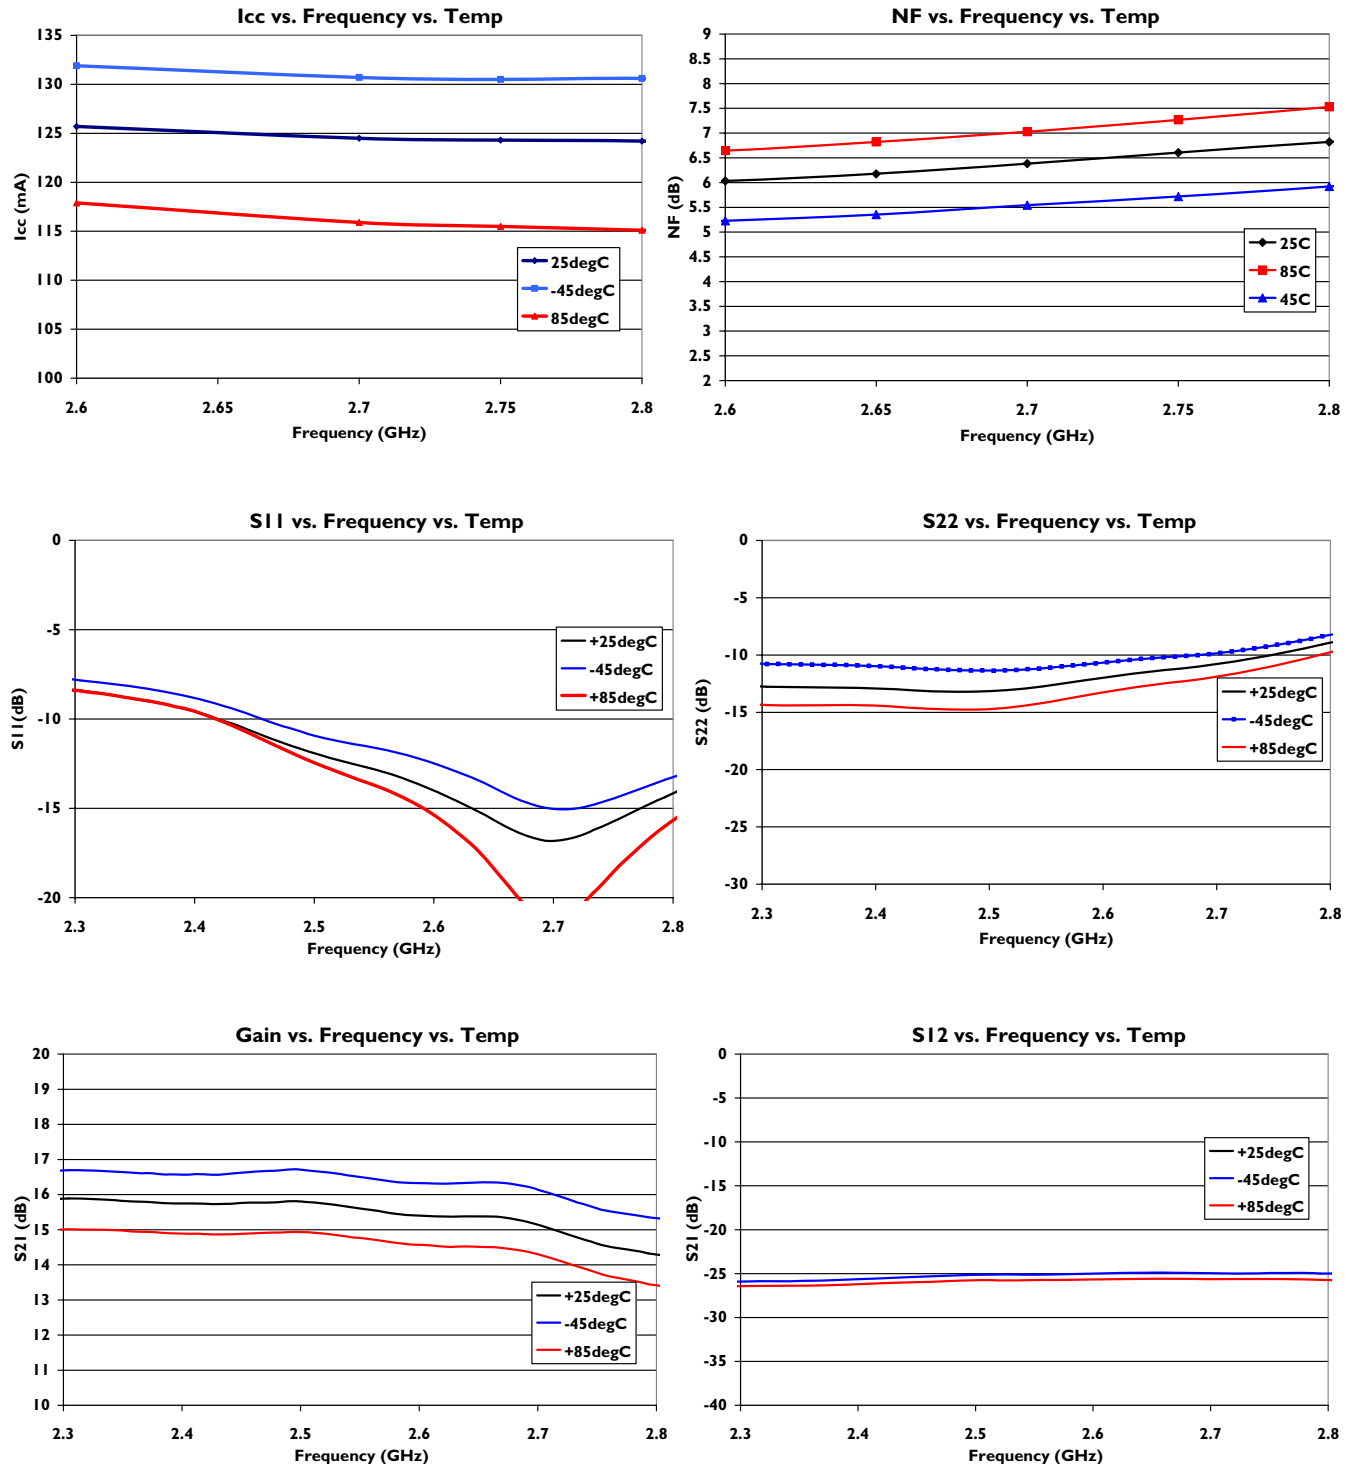 Icc vs. Frequency vs. Temp
135
130
125
120
115
110
105
100
Icc (mA)
25degC
-45degC
85degC
2.6
2.65
2.7
2.75
2.8
Frequency (GHz)
NF vs. Frequency vs. Temp
9
8.5
8
7.5
7
6.5
6
5.5
5
4.5
4
3.5
3
2.5
2
NF (dB)
25C
85C
45C
2.6
2.65
2.7
2.75
2.8
Frequency (GHz)
S11 vs. Frequency vs. Temp
0
-5
-10
-15
-20
S11(dB)
+25degC
-45degC
+85degC
2.3
2.4
2.5
2.6
2.7
2.8
Frequency (GHz)
S22 vs. Frequency vs. Temp
0
-5
-10
-15
-20
-25
-30
S22 (dB)
+25degC
-45degC
+85degC
2.3
2.4
2.5
2.6
2.7
2.8
Frequency (GHz)
Gain vs. Frequency vs. Temp
20
19
18
17
16
15
14
13
12
11
10
S21 (dB)
+25degC
-45degC
+85degC
2.3
2.4
2.5
2.6
2.7
2.8
Frequency (GHz)
S12 vs. Frequency vs. Temp
0
-5
-10
-15
-20
-25
-30
-35
-40
S21 (dB)
+25degC
-45degC
+85degC
2.3
2.4
2.5
2.6
2.7
2.8
Frequency (GHz)